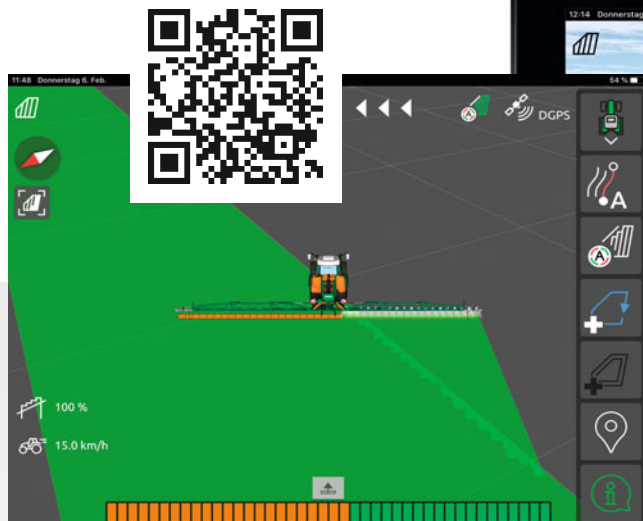 12:14 Donnerstag
11:48 Donnerstag 6. Feb.
54 %
DGPS
A
A
100 %
15.0 km/h